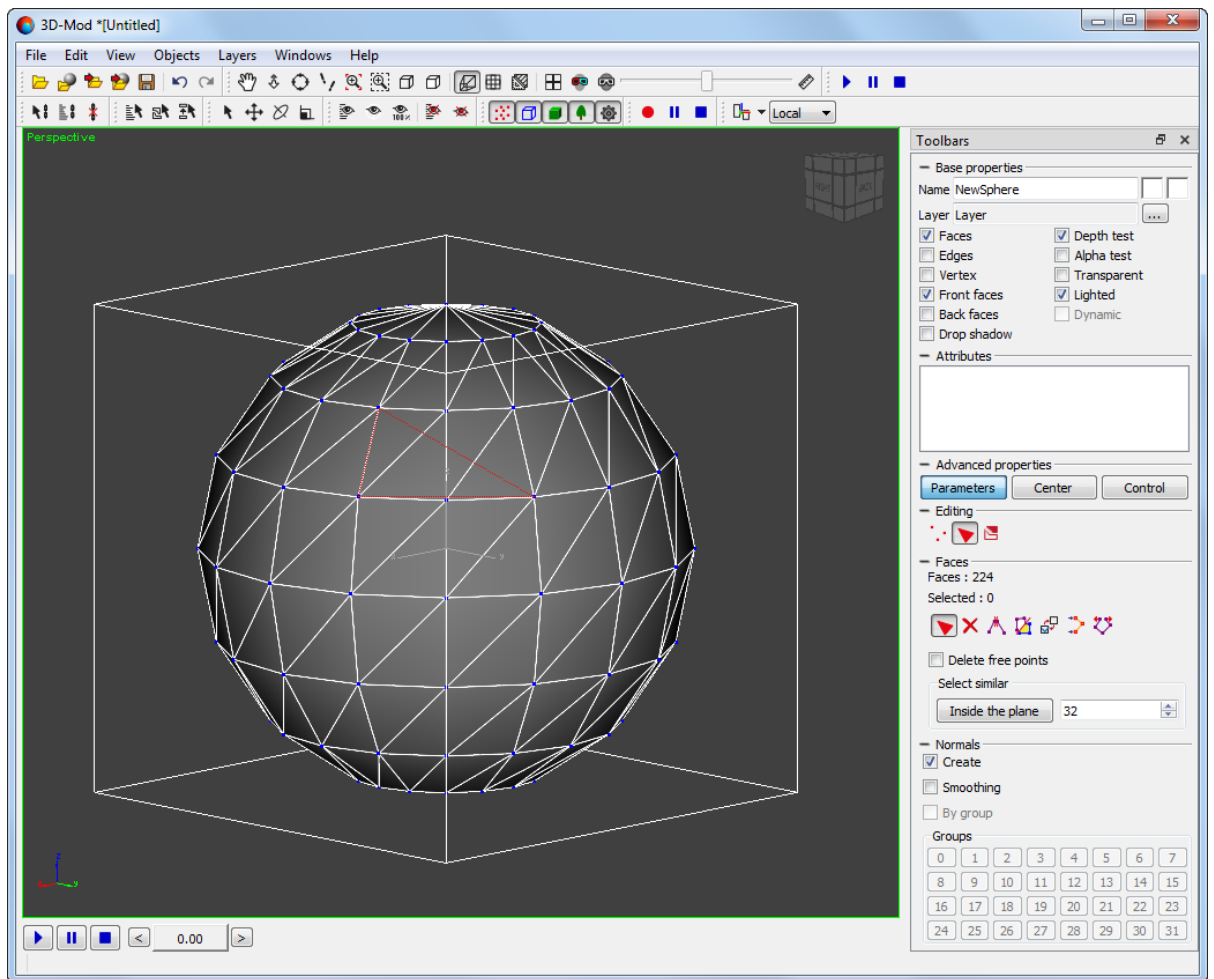 3D-Mod *[Untitled]
File Edit View Objects Layers Windows Help
100%
Local
Perspective
RIGHT
z
y
x y
Toolbars
Base properties
Name NewSphere
Layer Layer ...
Faces Depth test
Edges Alpha test
Vertex Transparent
Front faces Lighted
Back faces Dynamic
Drop shadow
Attributes
Advanced properties
Parameters Center Control
Editing
Faces
Faces : 224
Selected : 0
Delete free points
Select similar
Inside the plane 32
Normals
Create
Smoothing
By group
Groups
0 1 2 3 4 5 6 7
8 9 10 11 12 13 14 15
16 17 18 19 20 21 22 23
24 25 26 27 28 29 30 31
< 0.00 >